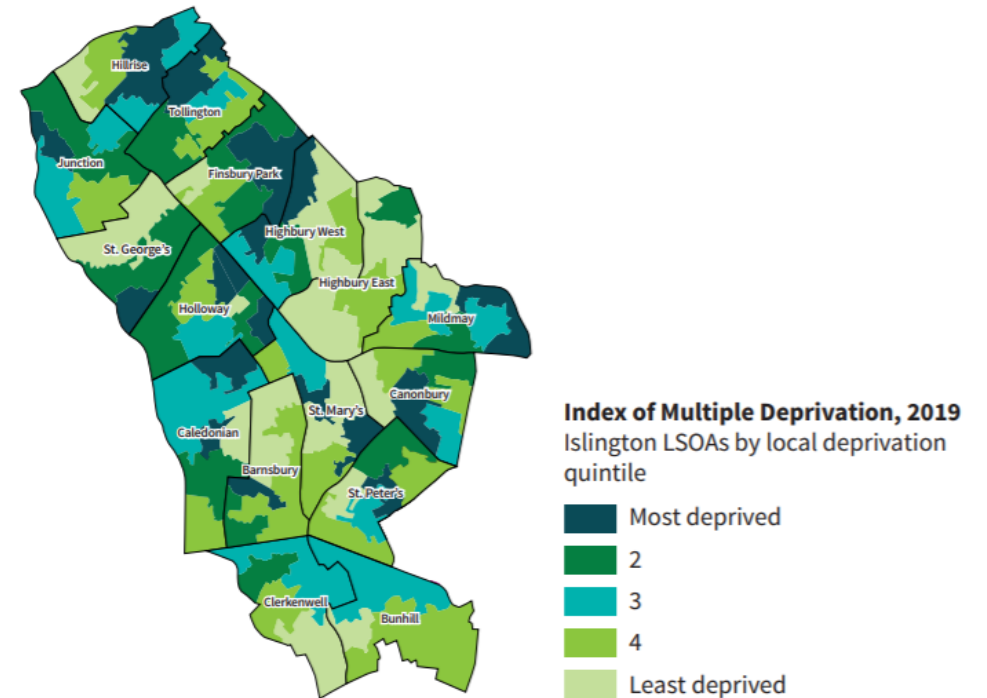 Hillrise
Tollington
Junction
Finsbury Park
Highbury West
St. George's
Highbury East
Holloway
Mildmay
Canonbury
St. Mary's
Caledonian
Barnsbury
St. Peter's
Clerkenwell
Bunhill
Index of Multiple Deprivation, 2019
Islington LSOAs by local deprivation
quintile
Most deprived
2
3
4
Least deprived